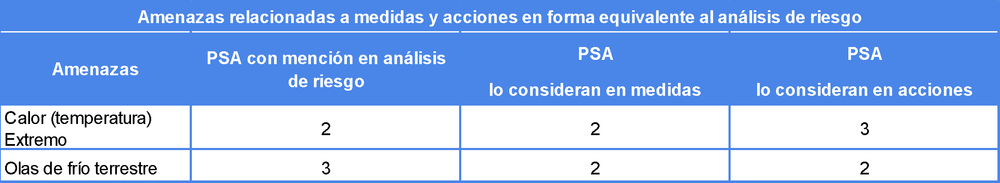 Amenazas relacionadas a medidas y acciones en forma equivalente al análisis de riesgo
Amenazas
PSA con mención en análisis
de riesgo
PSA
lo consideran en medidas
PSA
lo consideran en acciones
Calor (temperatura)
Extremo
2
2
3
Olas de frío terrestre
3
2
2